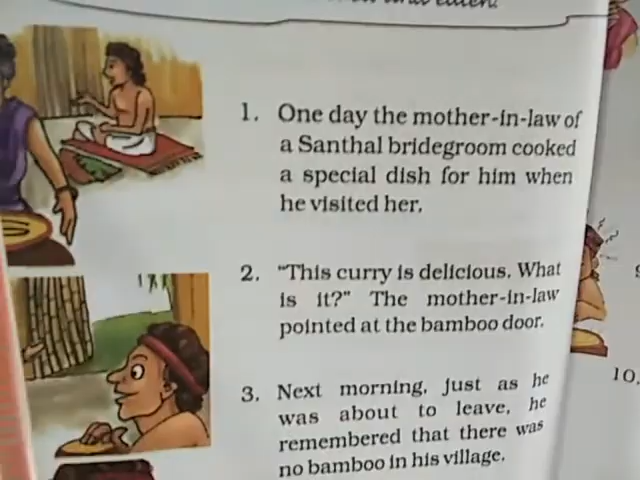 and eaten.
1. One day the mother-in-law of
a Santhal bridegroom cooked
a special dish for him when
he visited her.
2. "This curry is delicious. What
is it?" The mother-in-law
pointed at the bamboo door.
3. Next morning, just as he
was about to leave, he
remembered that there was
no bamboo in his village.
10.